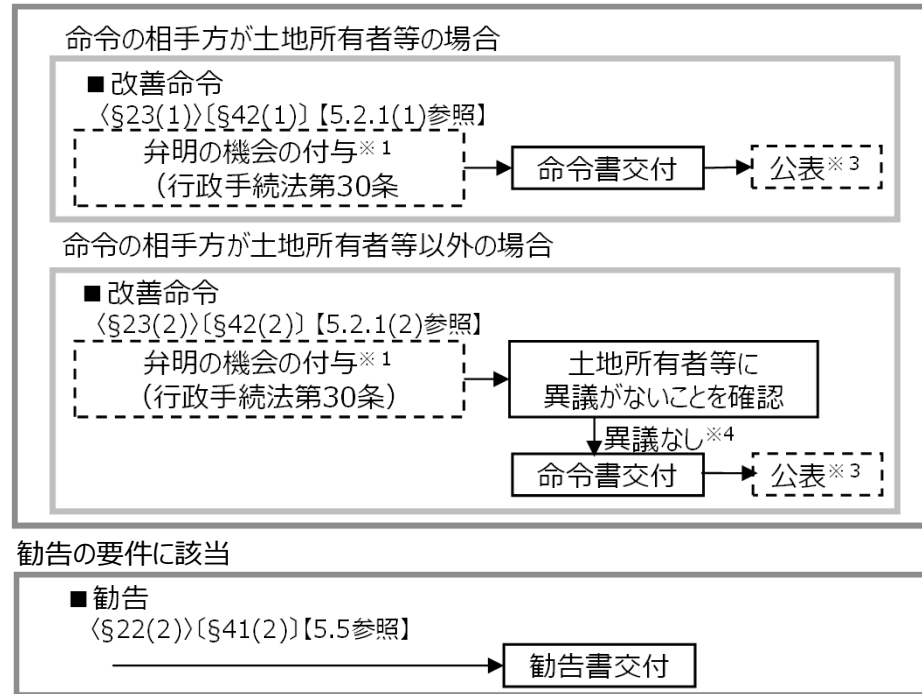 命令の相手方が土地所有者等の場合
■改善命令
〈§23(1)〉〔§42(1)〕【5.2.1(1)参照】
弁明の機会の付与※1
（行政手続法第30条
命令書交付
公表※3
命令の相手方が土地所有者等以外の場合
■改善命令
〈§23(2)〉〔§42(2)〕【5.2.1(2)参照】
弁明の機会の付与※1
（行政手続法第30条）
土地所有者等に
異議がないことを確認
異議なし※4
命令書交付
公表※3
勧告の要件に該当
■勧告
〈§22(2)〉〔§41(2)〕【5.5参照】
勧告書交付